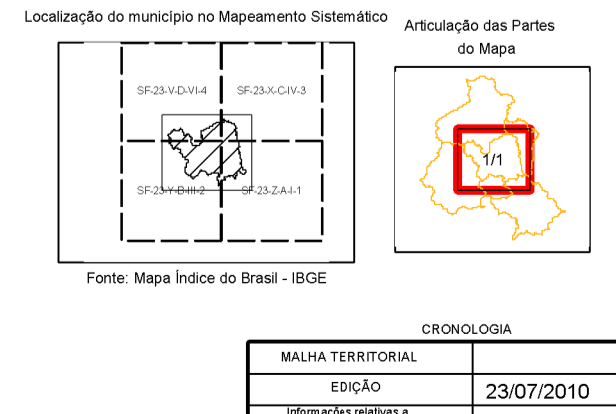 Localização do município no Mapeamento Sistemático
Articulação das Partes
do Mapa
SF-23-V-D-VI-4
SF-23-X-C-IV-3
SF-23-Y-B-III-2
SF-23-Z-A-I-1
1/1
Fonte: Mapa Índice do Brasil - IBGE
CRONOLOGIA
MALHA TERRITORIAL
EDIÇÃO
23/07/2010
Informações relativas a